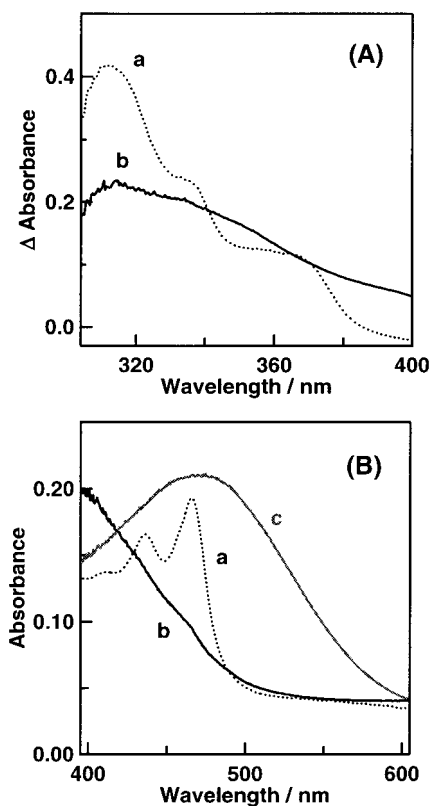 (A)
a
b
0.4
0.2
0.0
Δ Absorbance
320
360
400
Wavelength / nm
(B)
0.20
c
a
b
0.10
0.00
Absorbance
400
500
600
Wavelength / nm